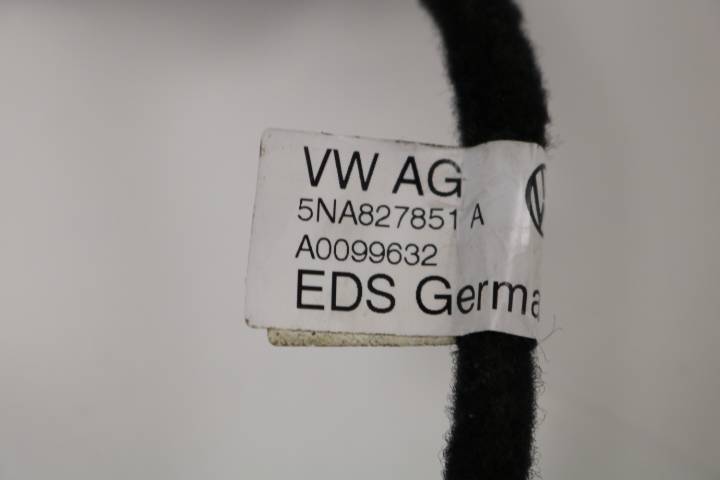 VW AG
5NA827851 A
A0099632
EDS Germa